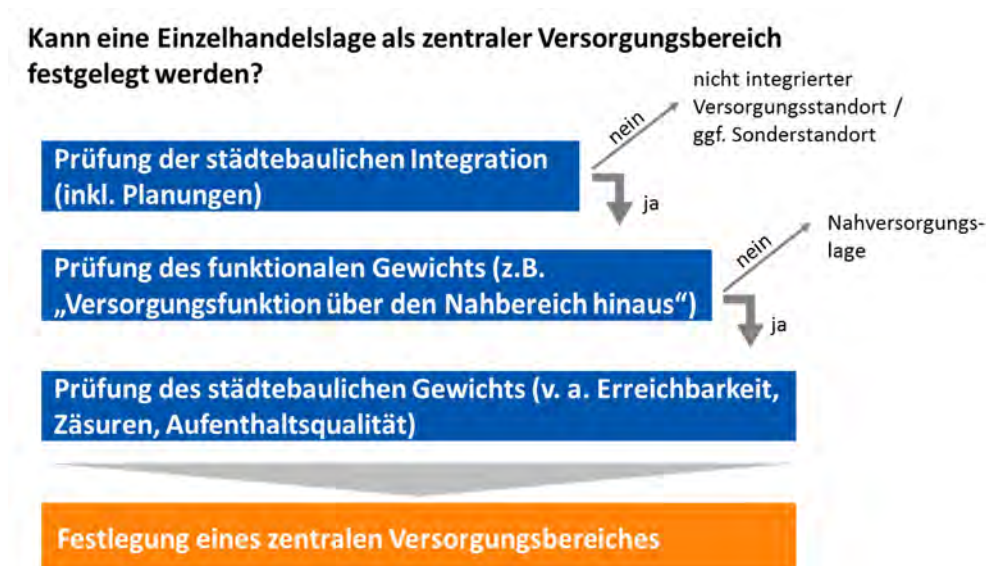 Kann eine Einzelhandelslage als zentraler Versorgungsbereich
festgelegt werden?
nicht integrierter
Versorgungsstandort /
ggf. Sonderstandort
nein
Prüfung der städtebaulichen Integration
(inkl. Planungen)
ja
Nahversorgungs-
lage
nein
Prüfung des funktionalen Gewichts (z.B.
„Versorgungsfunktion über den Nahbereich hinaus“)
ja
Prüfung des städtebaulichen Gewichts (v. a. Erreichbarkeit,
Zäsuren, Aufenthaltsqualität)
Festlegung eines zentralen Versorgungsbereiches